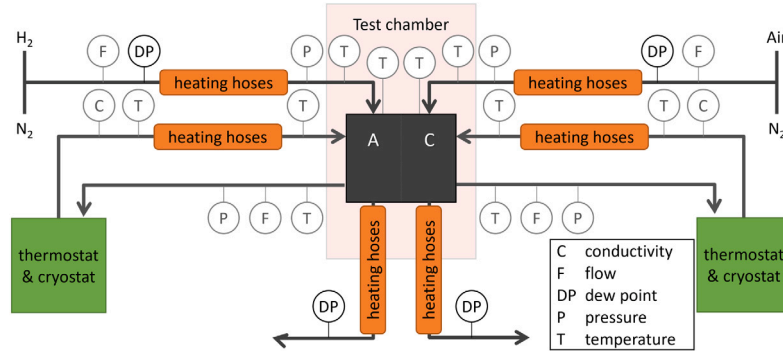 Test chamber
H2
F
DP
P
T
T
T
T
P
DP
F
Air
heating hoses
heating hoses
N2
C
T
T
A
C
T
T
C
N2
heating hoses
heating hoses
P
F
T
T
F
P
thermostat
& cryostat
heating hoses
heating hoses
thermostat
& cryostat
C conductivity
F flow
DP dew point
P pressure
T temperature
DP
DP